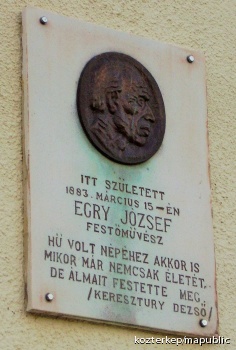 ITT SZÜLETETT
1883. MÁRCIUS 15-ÉN
EGRY JÓZSEF
FESTŐMŰVÉSZ
HŰ VOLT NÉPÉHEZ AKKOR IS
MIKOR MÁR NEMCSAK ÉLETÉT,
DE ÁLMAIT FESTETTE MEG.
/KERESZTURY DEZSŐ/
kozterkep/mapublic